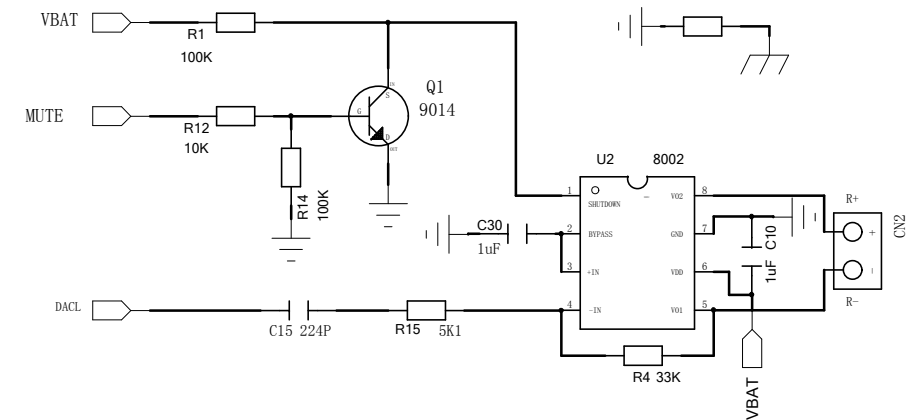 VBAT
R1
100K
MUTE
R12
10K
R14
100K
G
S
D
IN
OUT
Q1
9014
U2
8002
1
SHUTDOWN
2
BYPASS
3
+IN
4
-IN
8
VO2
7
GND
6
VDD
5
VO1
C30
1uF
C10
1uF
R+
+
-
R-
CN2
DACL
C15 224P
R15
5K1
R4 33K
VBAT